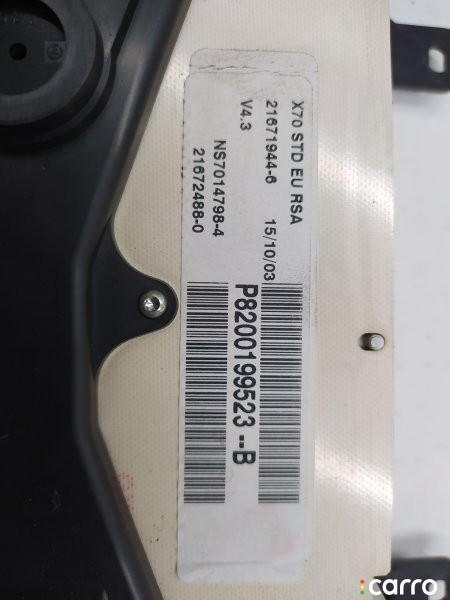 X70 STD EU RSA
21671944-6 15/10/03
V4.3
P8200199523--B
NS7014798-4
21672488-0
carro